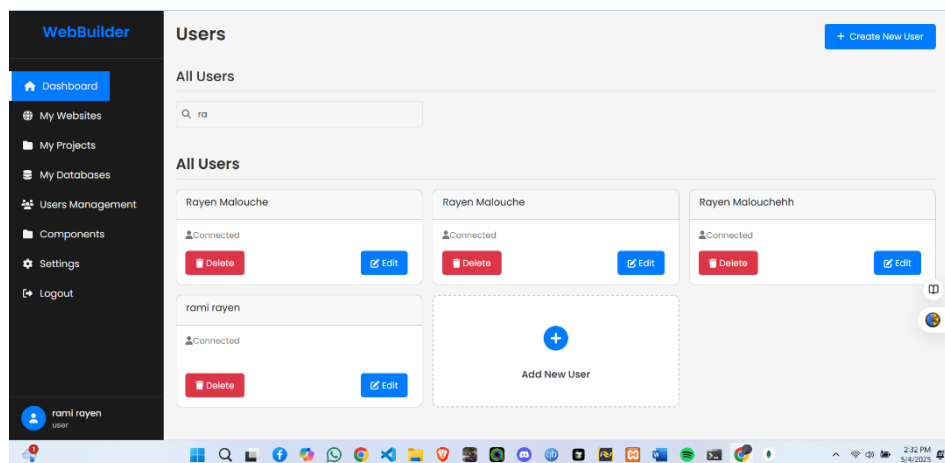 WebBuilder
Dashboard
My Websites
My Projects
My Databases
Users Management
Components
Settings
Logout
rami rayen
user
Users
+ Create New User
All Users
ra
All Users
Rayen Malouche
Connected
Delete
Edit
Rayen Malouche
Connected
Delete
Edit
Rayen Malouchehh
Connected
Delete
Edit
rami rayen
Connected
Delete
Edit
Add New User
2:32 PM
5/4/2025